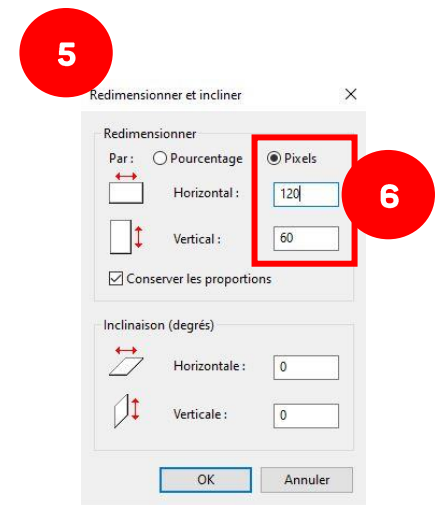 5
Redimensionner et incliner
Redimensionner
Par : Pourcentage Pixels
Horizontal : 120
6
Vertical : 60
Conserver les proportions
Inclinaison (degrés)
Horizontale : 0
Verticale : 0
OK Annuler